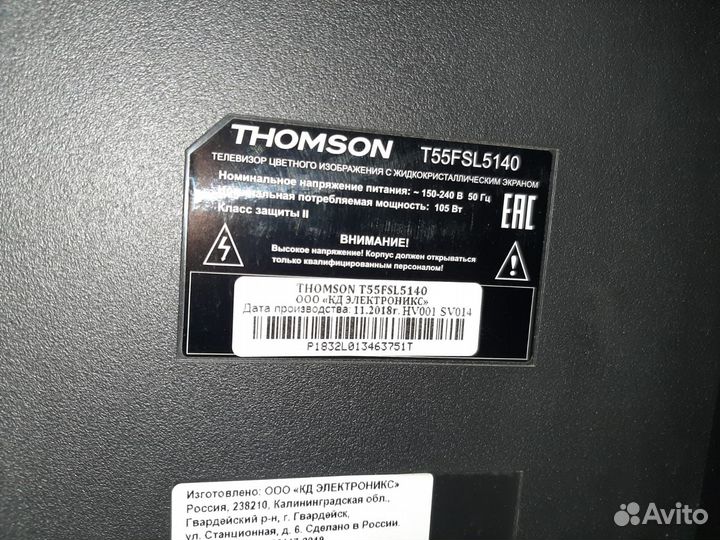 THOMSON T55FSL5140
ТЕЛЕВИЗОР ЦВЕТНОГО ИЗОБРАЖЕНИЯ С ЖИДКОКРИСТАЛЛИЧЕСКИМ ЭКРАНОМ
Номинальное напряжение питания: ~ 150-240 В 50 Гц
потребляемая мощность: 105 Вт
Класс защиты II
EAC
ВНИМАНИЕ!
Высокое напряжение! Корпус должен открываться
только квалифицированным персоналом!
THOMSON T55FSL5140
ООО «КД ЭЛЕКТРОНИКС»
Дата производства: 11.2018г. HV001 SV014
P1832L013463751T
Изготовлено: ООО «КД ЭЛЕКТРОНИКС»
Россия, 238210, Калининградская обл.,
Гвардейский р-н, г. Гвардейск,
ул. Станционная, д. 6. Сделано в России.
Avito